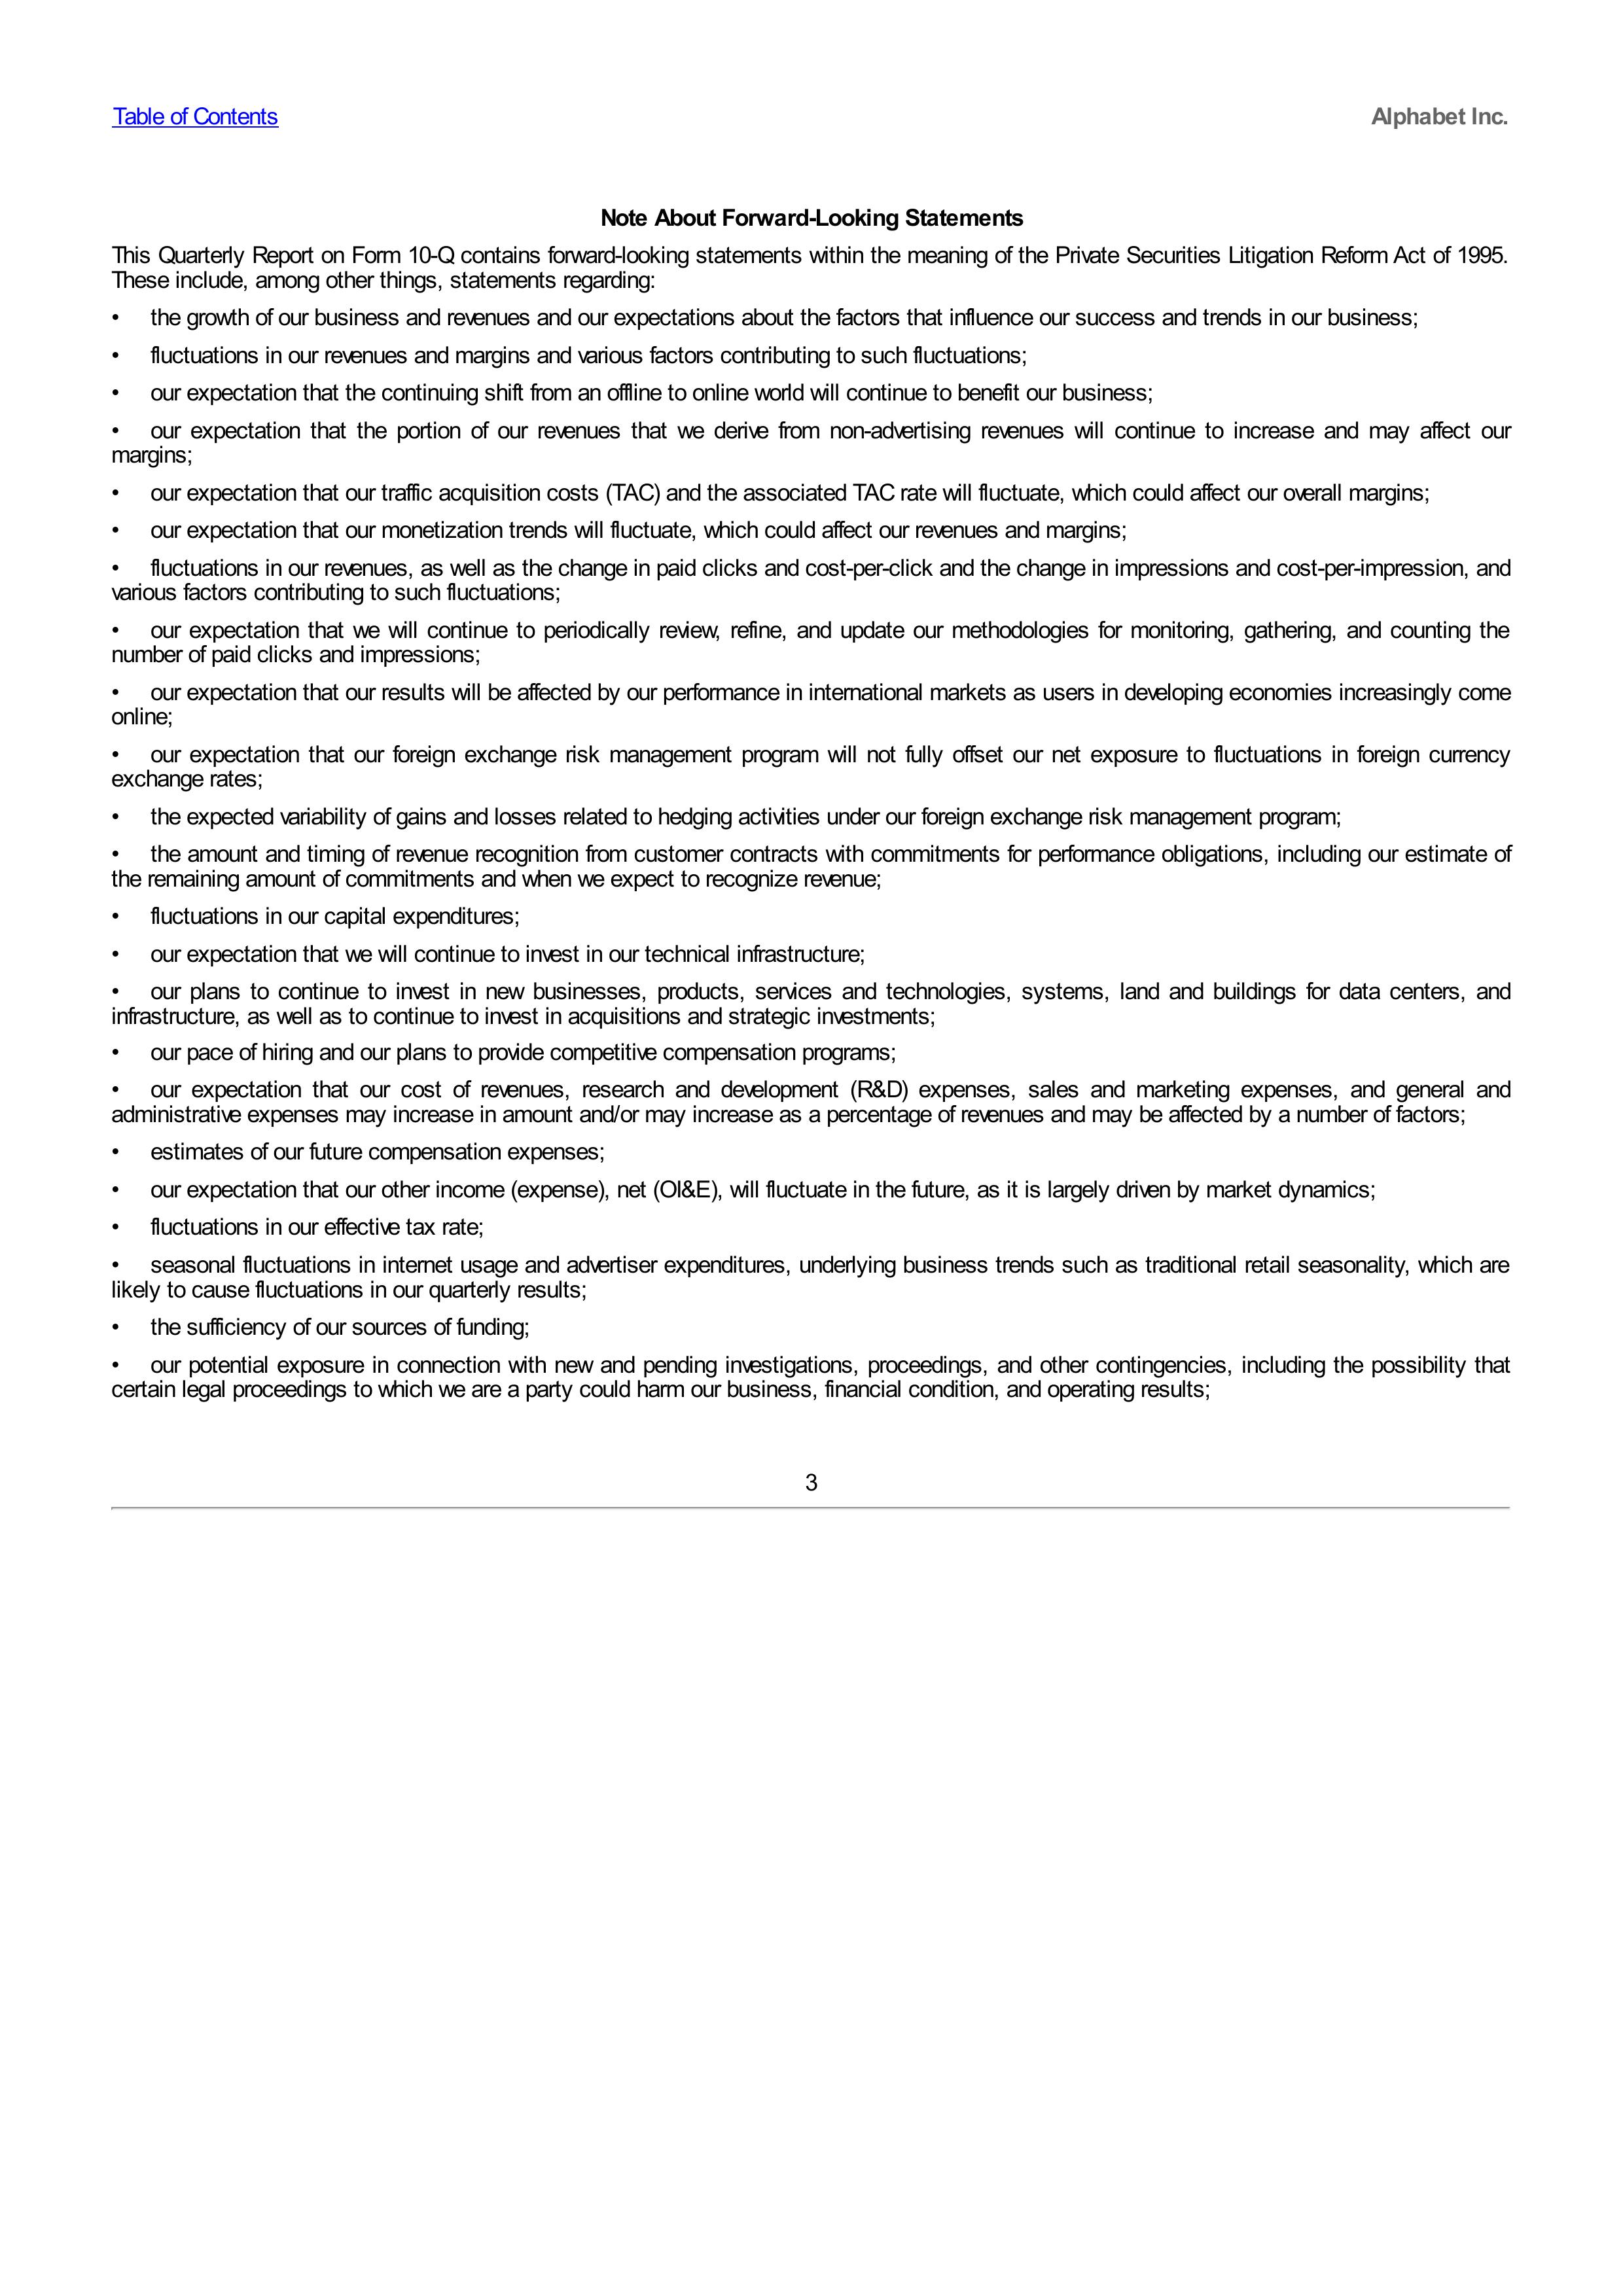 Table of Contents
Alphabet Inc.
Note About Forward-Looking Statements
This Quarterly Report on Form 10-Q contains forward-looking statements within the meaning of the Private Securities Litigation Reform Act of 1995.
These include, among other things, statements regarding:
• the growth of our business and revenues and our expectations about the factors that influence our success and trends in our business;
• fluctuations in our revenues and margins and various factors contributing to such fluctuations;
• our expectation that the continuing shift from an offline to online world will continue to benefit our business;
• our expectation that the portion of our revenues that we derive from non-advertising revenues will continue to increase and may affect our
margins;
• our expectation that our traffic acquisition costs (TAC) and the associated TAC rate will fluctuate, which could affect our overall margins;
• our expectation that our monetization trends will fluctuate, which could affect our revenues and margins;
• fluctuations in our revenues, as well as the change in paid clicks and cost-per-click and the change in impressions and cost-per-impression, and
various factors contributing to such fluctuations;
• our expectation that we will continue to periodically review, refine, and update our methodologies for monitoring, gathering, and counting the
number of paid clicks and impressions;
• our expectation that our results will be affected by our performance in international markets as users in developing economies increasingly come
online;
• our expectation that our foreign exchange risk management program will not fully offset our net exposure to fluctuations in foreign currency
exchange rates;
• the expected variability of gains and losses related to hedging activities under our foreign exchange risk management program;
• the amount and timing of revenue recognition from customer contracts with commitments for performance obligations, including our estimate of
the remaining amount of commitments and when we expect to recognize revenue;
• fluctuations in our capital expenditures;
• our expectation that we will continue to invest in our technical infrastructure;
• our plans to continue to invest in new businesses, products, services and technologies, systems, land and buildings for data centers, and
infrastructure, as well as to continue to invest in acquisitions and strategic investments;
• our pace of hiring and our plans to provide competitive compensation programs;
• our expectation that our cost of revenues, research and development (R&D) expenses, sales and marketing expenses, and general and
administrative expenses may increase in amount and/or may increase as a percentage of revenues and may be affected by a number of factors;
• estimates of our future compensation expenses;
• our expectation that our other income (expense), net (OI&E), will fluctuate in the future, as it is largely driven by market dynamics;
• fluctuations in our effective tax rate;
• seasonal fluctuations in internet usage and advertiser expenditures, underlying business trends such as traditional retail seasonality, which are
likely to cause fluctuations in our quarterly results;
• the sufficiency of our sources of funding;
• our potential exposure in connection with new and pending investigations, proceedings, and other contingencies, including the possibility that
certain legal proceedings to which we are a party could harm our business, financial condition, and operating results;
3